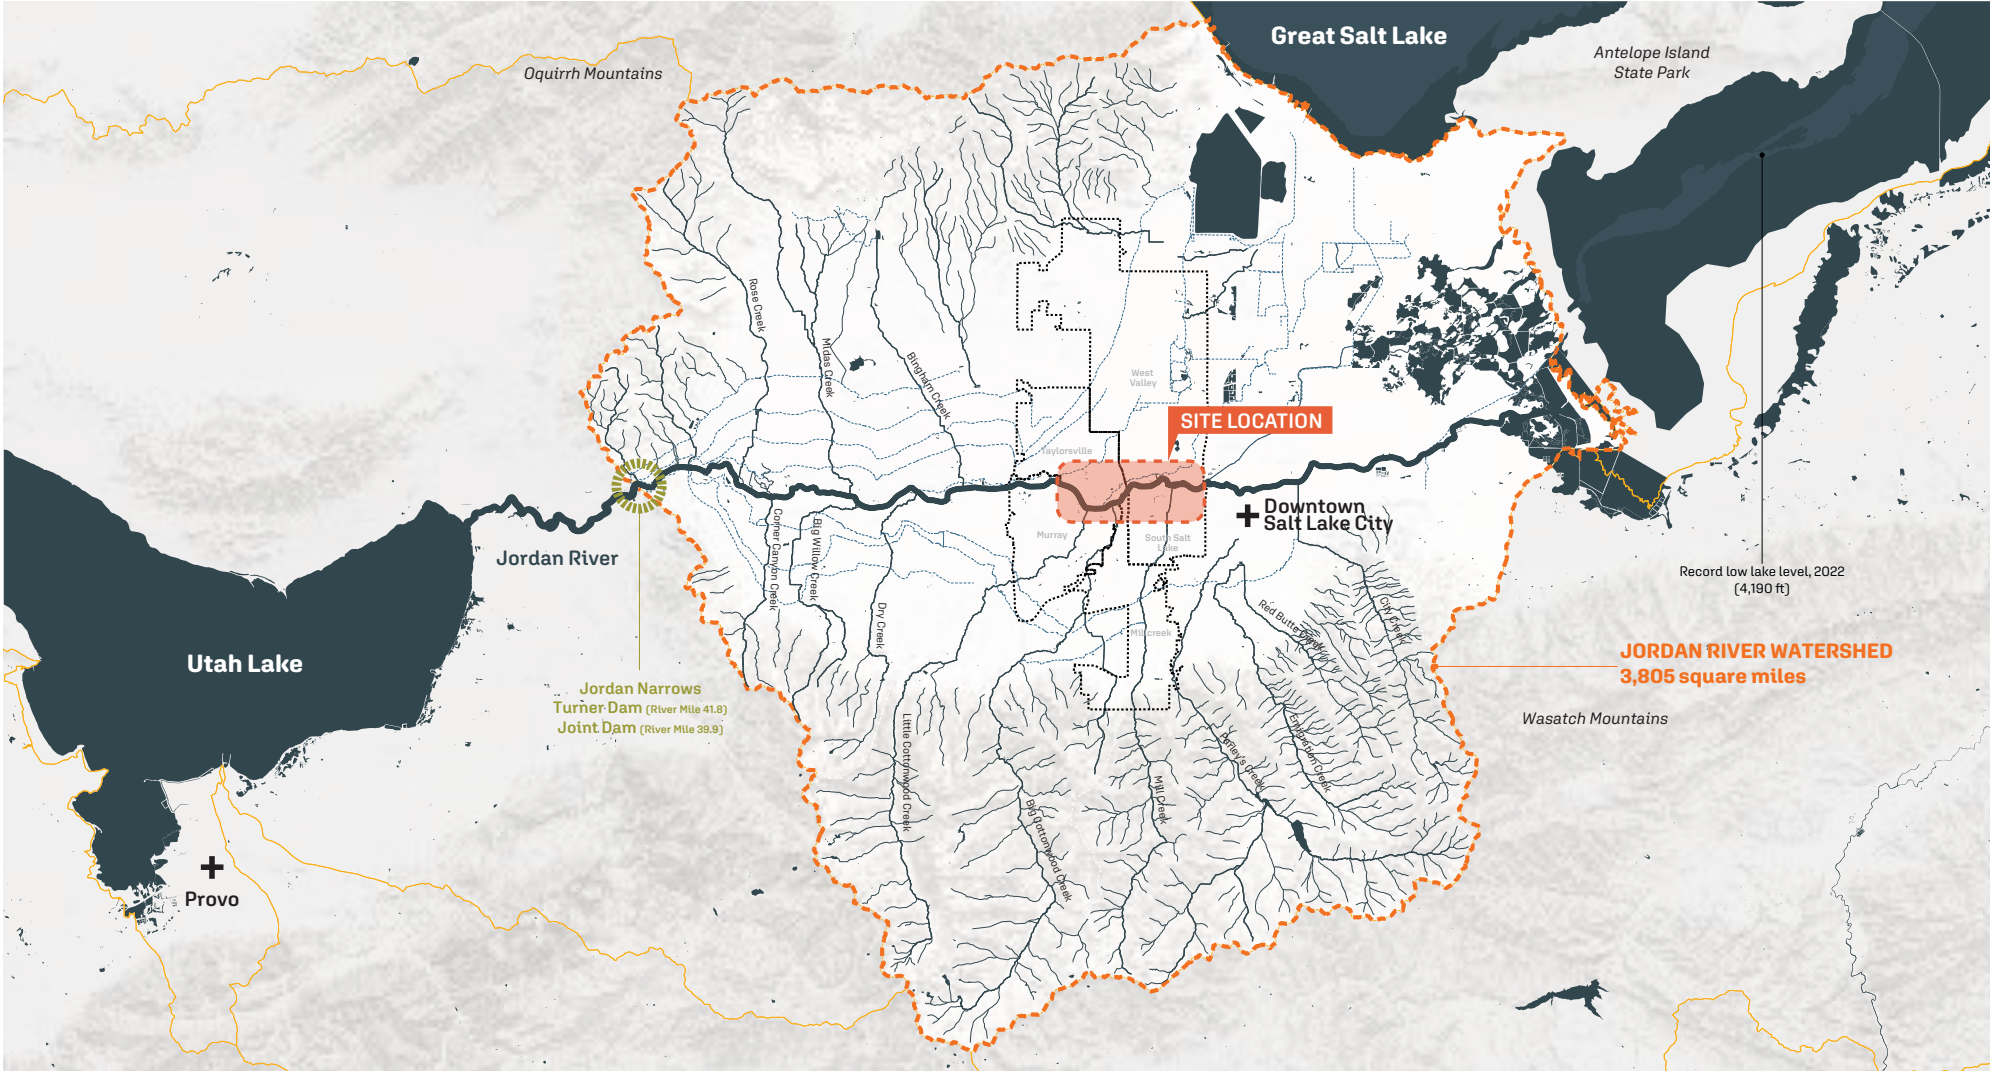 Great Salt Lake
Antelope Island
State Park
Oquirrh Mountains
Rose Creek
Midas Creek
Bingham Creek
West
Valley
SITE LOCATION
Taylorsville
Downtown
Salt Lake City
Murray
South Salt
Lake
Jordan River
Corner Canyon Creek
Big Willow Creek
Dry Creek
Record low lake level, 2022
(4,190 ft)
Red Butte Creek
City Creek
Millcreek
Utah Lake
JORDAN RIVER WATERSHED
3,805 square miles
Jordan Narrows
Turner Dam (River Mile 41.8)
Joint Dam (River Mile 39.9)
Wasatch Mountains
Little Cottonwood Creek
Big Cottonwood Creek
Mill Creek
Parley's Creek
Emigration Creek
Provo